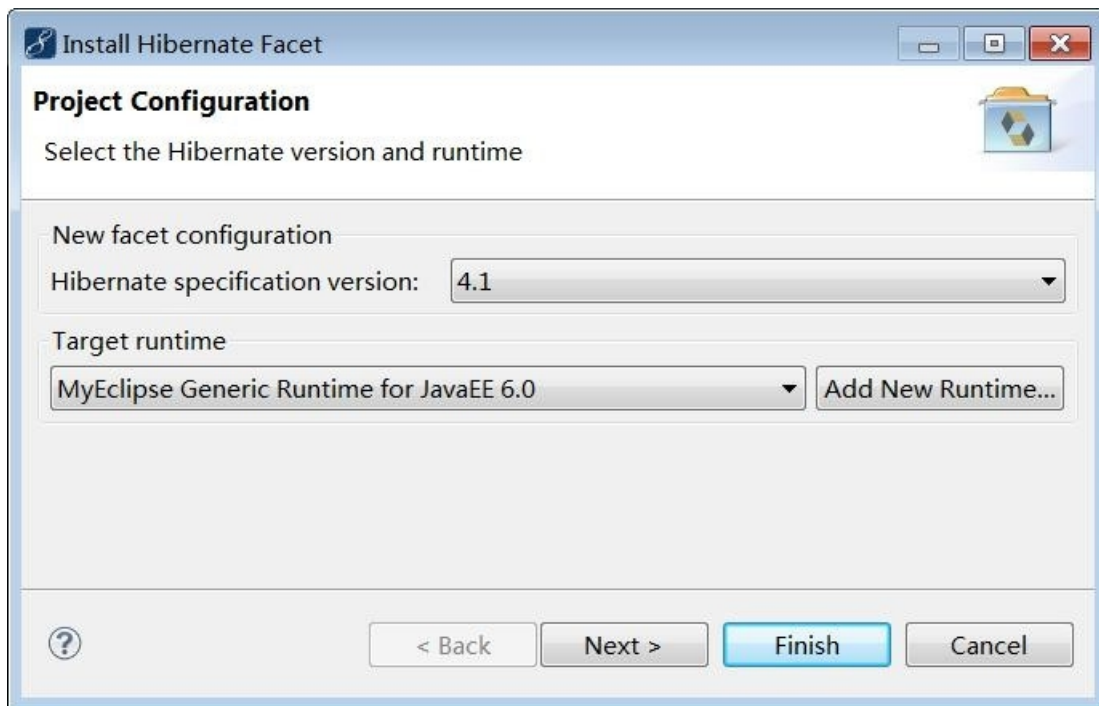 Install Hibernate Facet
Project Configuration
Select the Hibernate version and runtime
New facet configuration
Hibernate specification version: 4.1
Target runtime
MyEclipse Generic Runtime for JavaEE 6.0 Add New Runtime...
? < Back Next > Finish Cancel